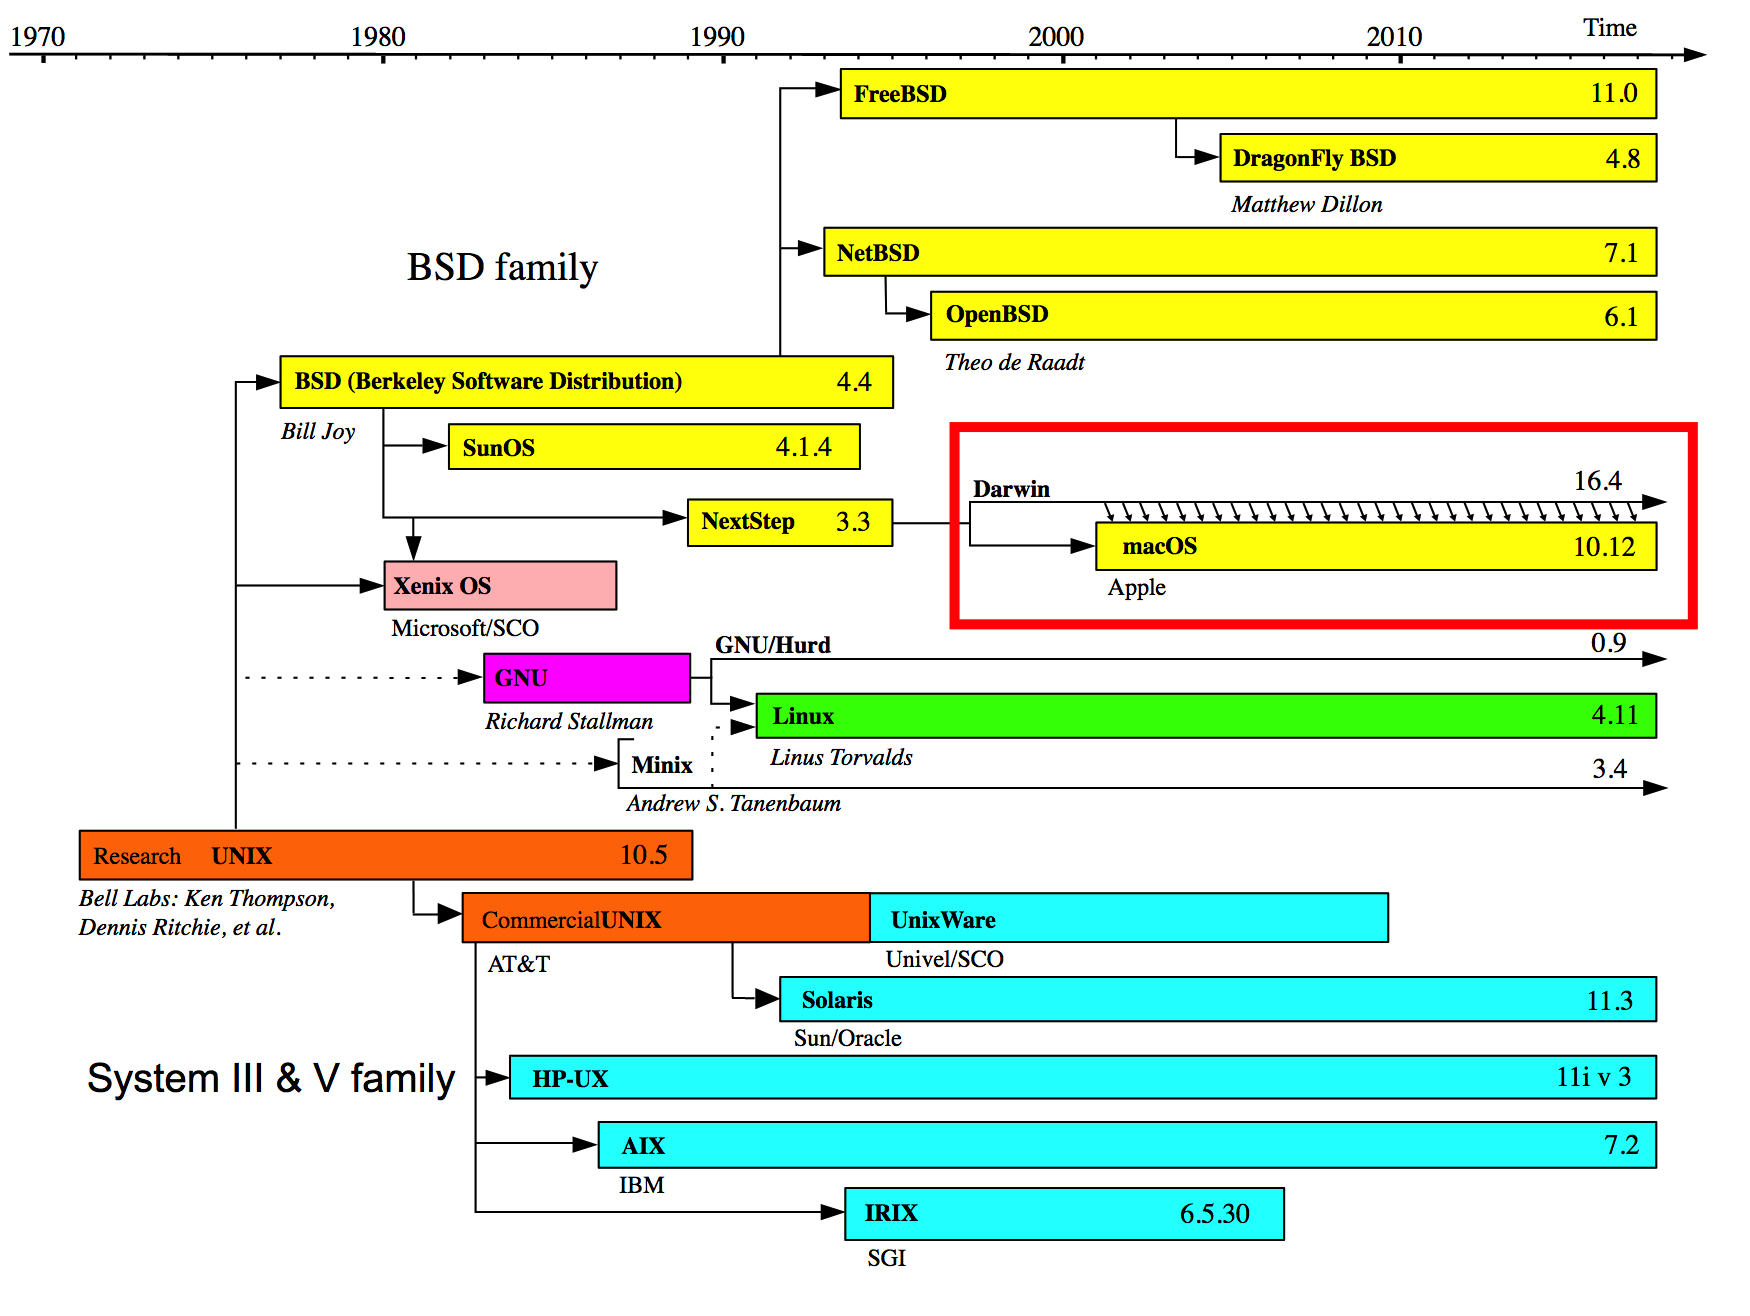 1970 1980 1990 2000 2010 Time
FreeBSD 11.0
DragonFly BSD 4.8
Matthew Dillon
BSD family
NetBSD 7.1
OpenBSD 6.1
Theo de Raadt
BSD (Berkeley Software Distribution) 4.4
Bill Joy
SunOS 4.1.4
Darwin 16.4
NextStep 3.3
macOS 10.12
Apple
Xenix OS
Microsoft/SCO
GNU/Hurd 0.9
GNU
Richard Stallman
Linux 4.11
Linus Torvalds
Minix 3.4
Andrew S. Tanenbaum
Research UNIX 10.5
Bell Labs: Ken Thompson,
Dennis Ritchie, et al.
CommercialUNIX UnixWare
AT&T Univel/SCO
Solaris 11.3
Sun/Oracle
System III & V family
HP-UX 11i v 3
AIX 7.2
IBM
IRIX 6.5.30
SGI